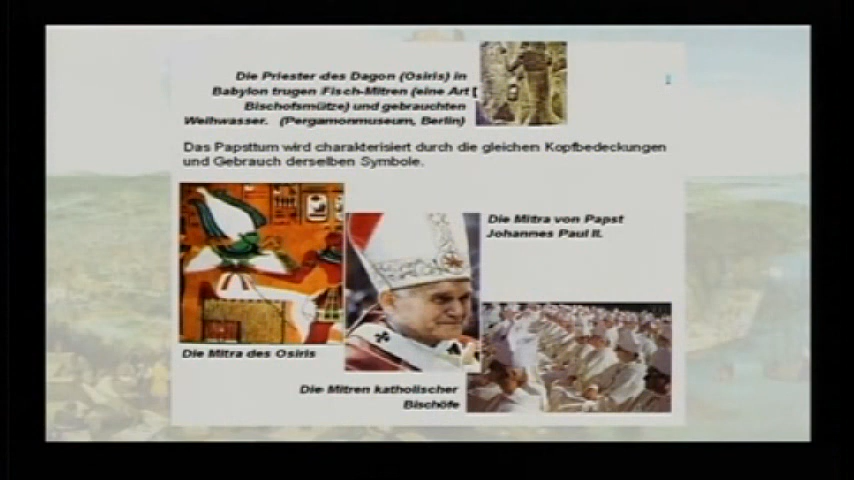 Die Priester des Dagon (Osiris) in
Babylon trugen Fisch-Mitren (eine Art
Bischofsmütze) und gebrauchten
Weihwasser. (Pergamonmuseum, Berlin)
Das Papsttum wird charakterisiert durch die gleichen Kopfbedeckungen
und Gebrauch derselben Symbole.
Die Mitra von Papst
Johannes Paul II.
Die Mitra des Osiris
Die Mitren katholischer
Bischöfe